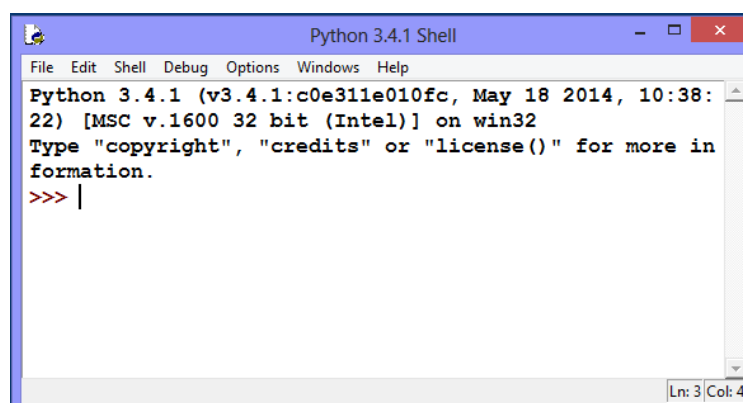 Python 3.4.1 Shell
File Edit Shell Debug Options Windows Help
Python 3.4.1 (v3.4.1:c0e311e010fc, May 18 2014, 10:38:
22) [MSC v.1600 32 bit (Intel)] on win32
Type "copyright", "credits" or "license()" for more in
formation.
>>>
Ln: 3 Col: 4